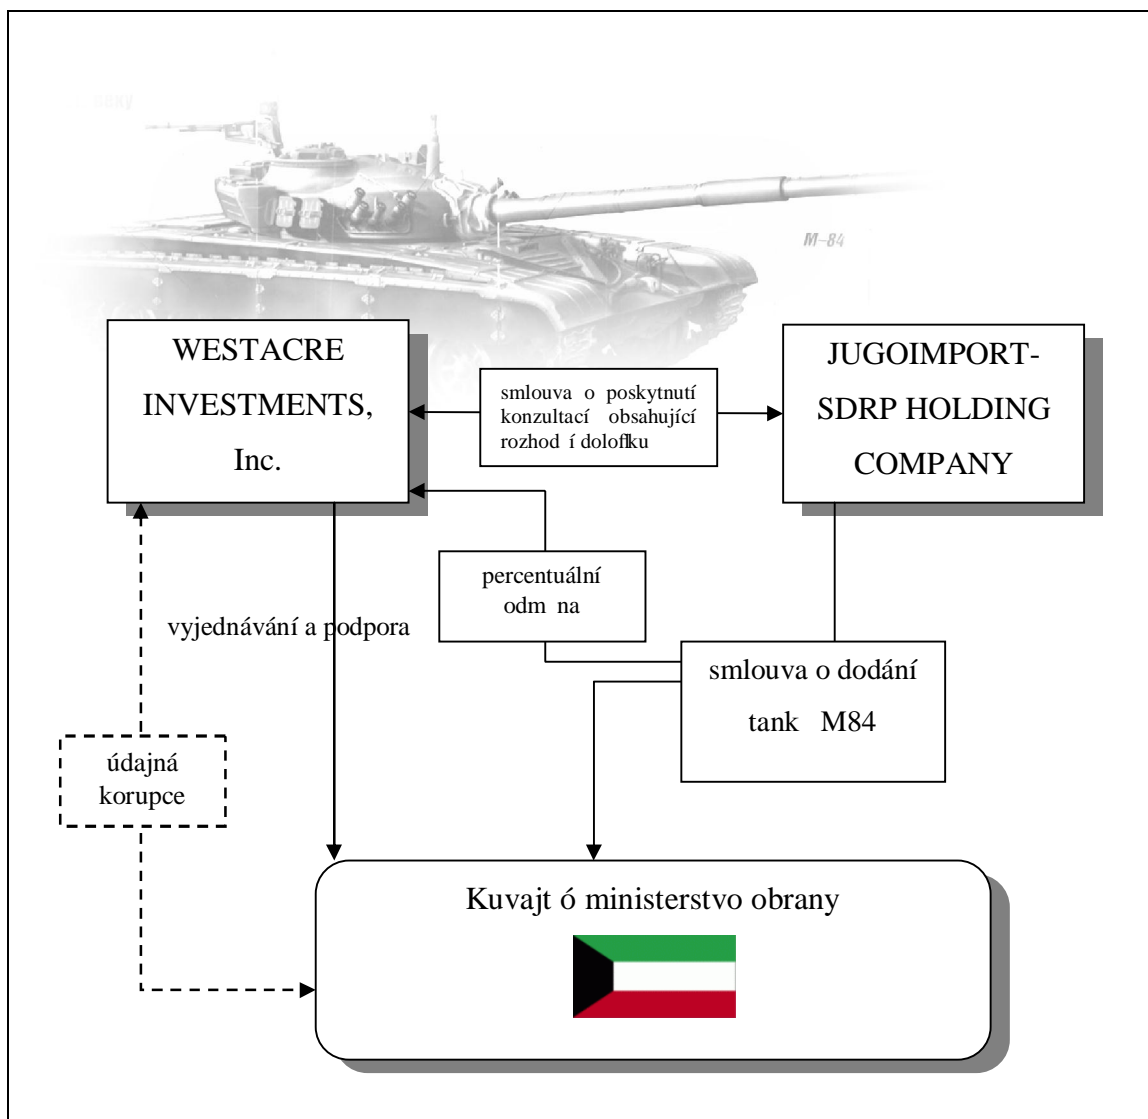 M-84
WESTACRE
INVESTMENTS,
Inc.
JUGOIMPORT-
SDRP HOLDING
COMPANY
smlouva o poskytnutí
konzultací obsahující
rozhod í doloflku
percentuální
odm na
vyjednávání a podpora
smlouva o dodání
tank M84
údajná
korupce
Kuvajt ó ministerstvo obrany